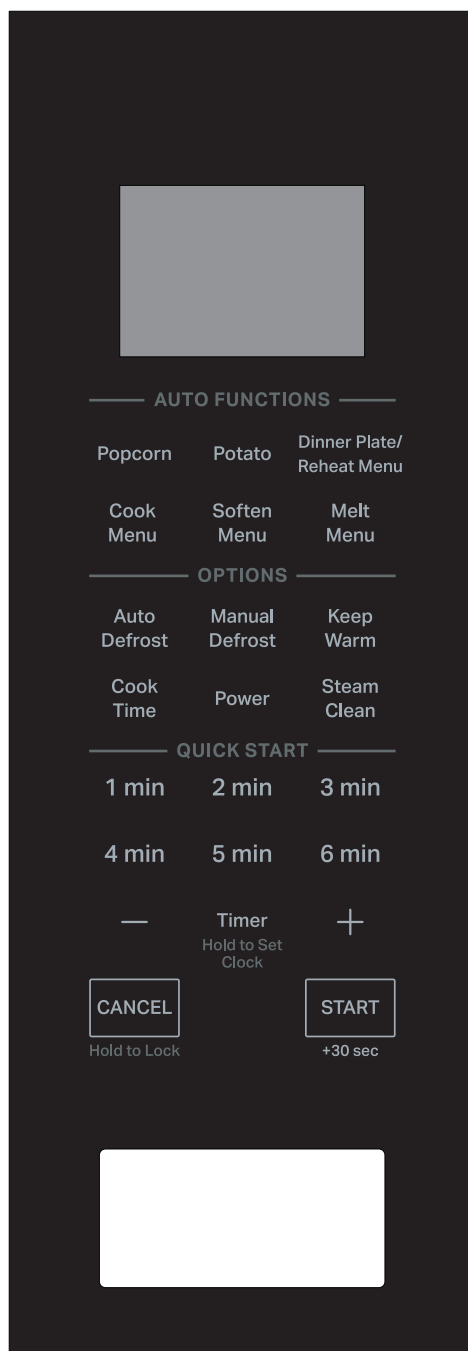 AUTO FUNCTIONS
Popcorn
Potato
Dinner Plate/
Reheat Menu
Cook
Menu
Soften
Menu
Melt
Menu
OPTIONS
Auto
Defrost
Manual
Defrost
Keep
Warm
Cook
Time
Power
Steam
Clean
QUICK START
1 min
2 min
3 min
4 min
5 min
6 min
—
Timer
Hold to Set
Clock
+
CANCEL
Hold to Lock
START
+30 sec